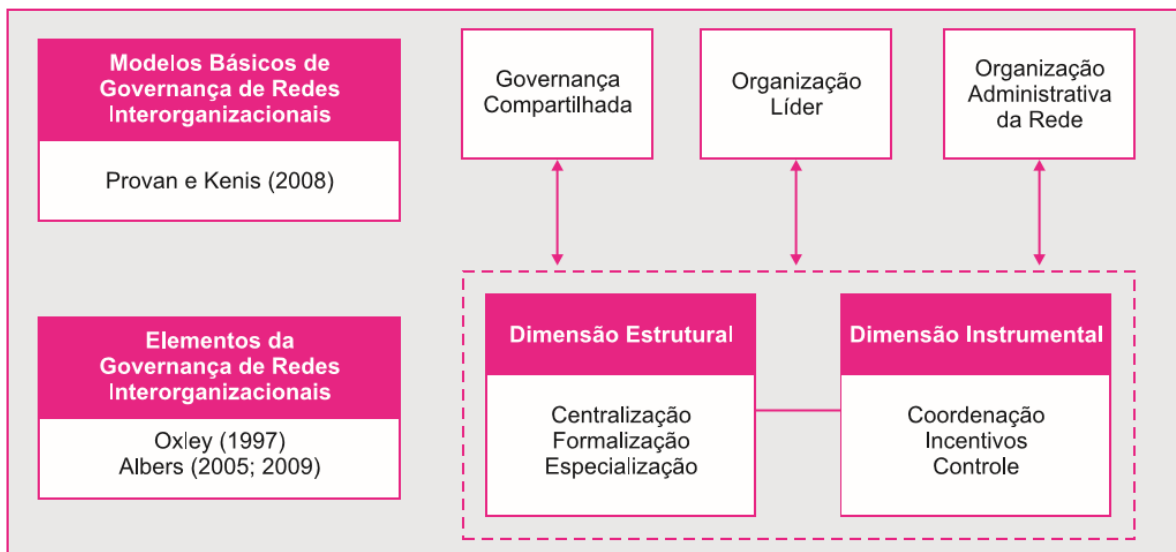 Modelos Básicos de
Governança de Redes
Interorganizacionais
Provan e Kenis (2008)
Governança
Compartilhada
Organização
Líder
Organização
Administrativa
da Rede
Elementos da
Governança de Redes
Interorganizacionais
Oxley (1997)
Albers (2005; 2009)
Dimensão Estrutural
Centralização
Formalização
Especialização
Dimensão Instrumental
Coordenação
Incentivos
Controle